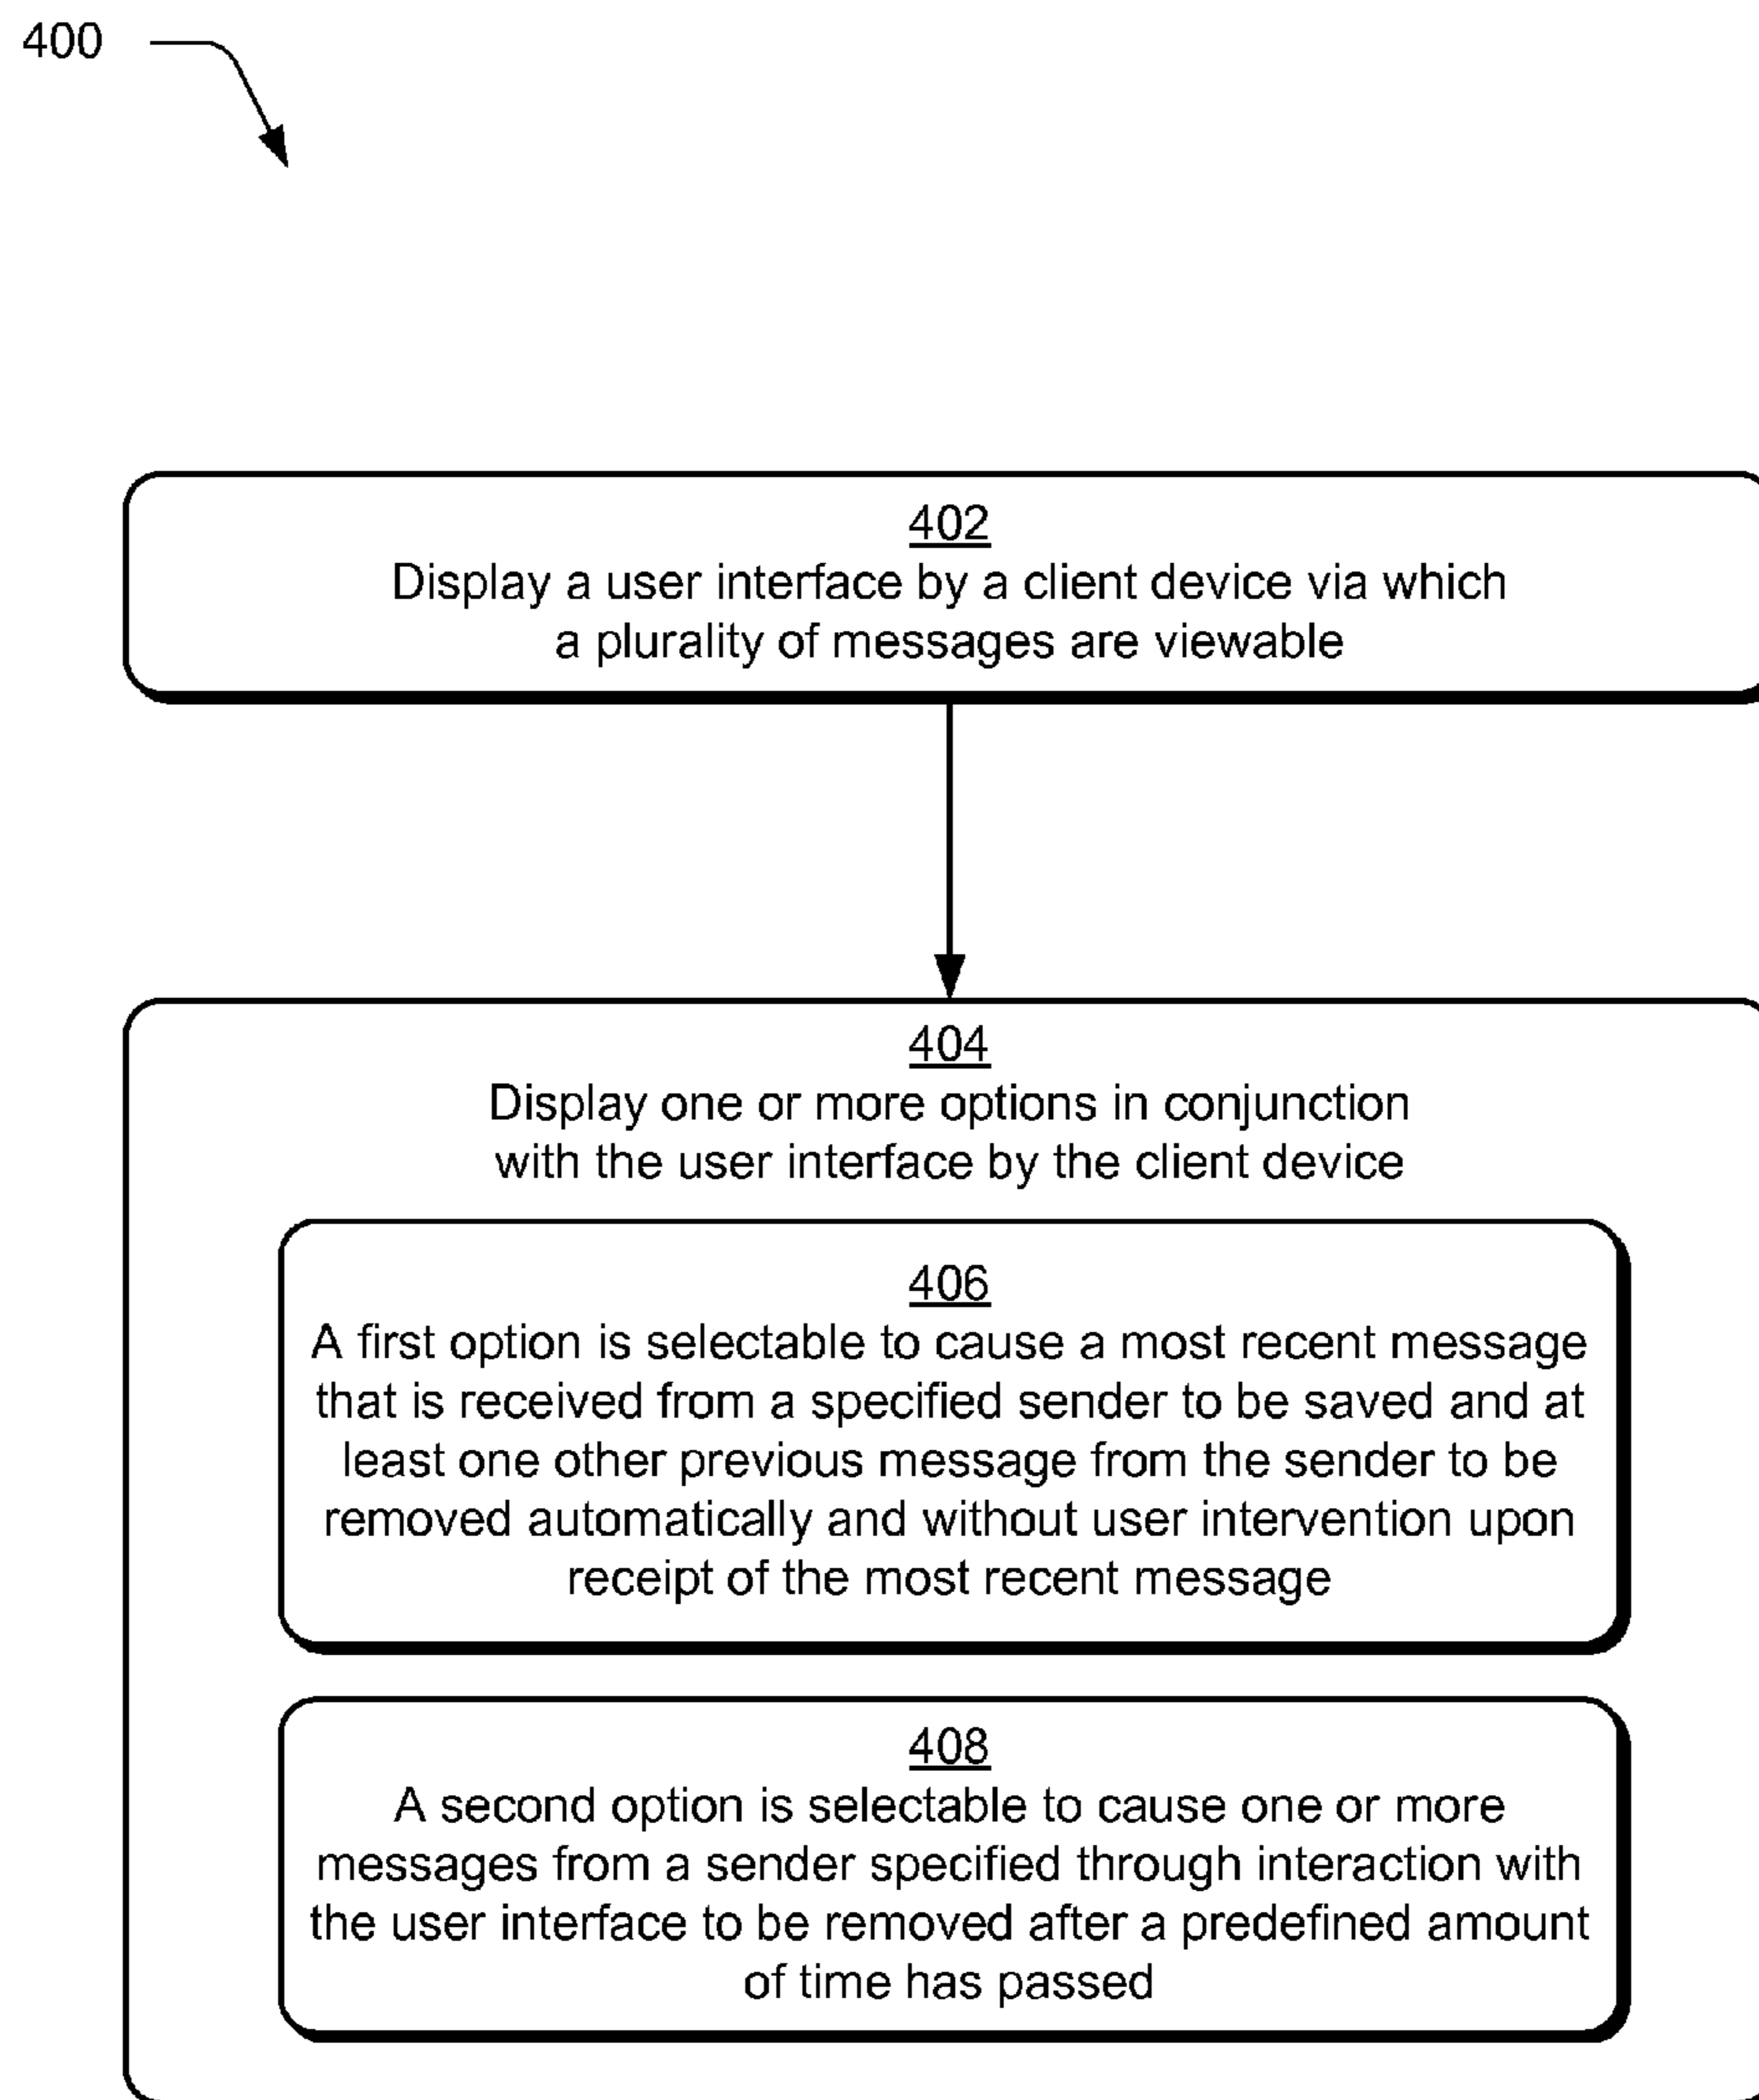 400
402
Display a user interface by a client device via which
a plurality of messages are viewable
404
Display one or more options in conjunction
with the user interface by the client device
406
A first option is selectable to cause a most recent message
that is received from a specified sender to be saved and at
least one other previous message from the sender to be
removed automatically and without user intervention upon
receipt of the most recent message
408
A second option is selectable to cause one or more
messages from a sender specified through interaction with
the user interface to be removed after a predefined amount
of time has passed